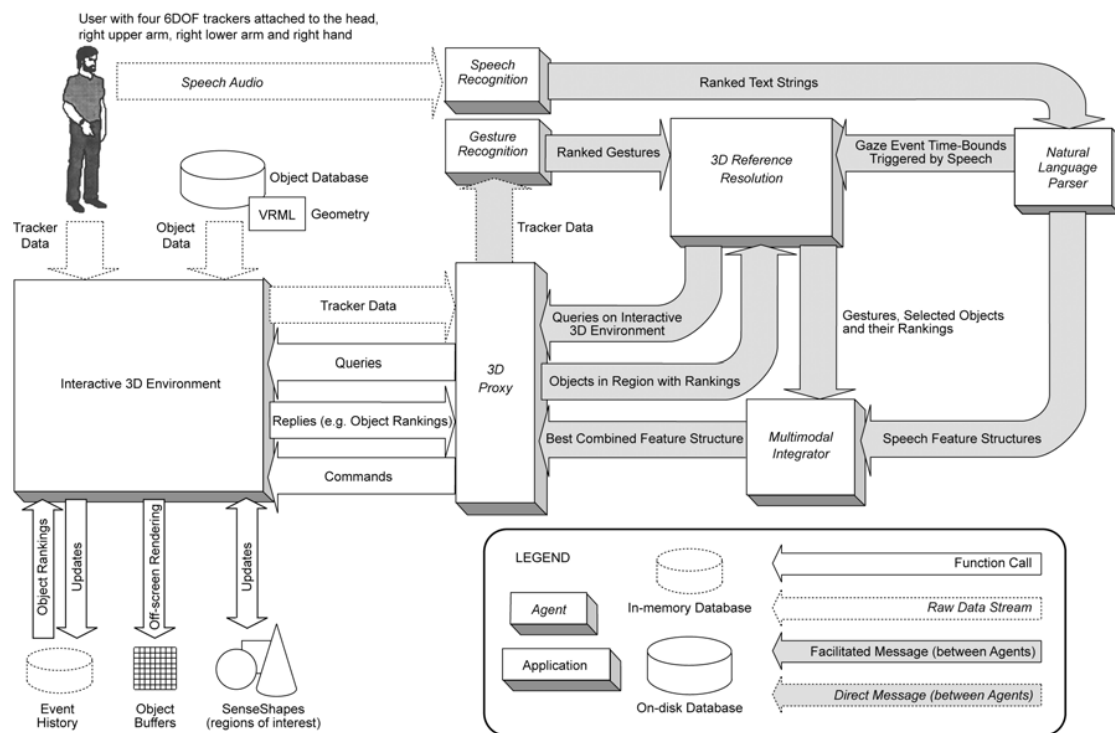 User with four 6DOF trackers attached to the head,
right upper arm, right lower arm and right hand
Speech Audio
Speech
Recognition
Ranked Text Strings
Gesture
Recognition
Ranked Gestures
3D Reference
Resolution
Gaze Event Time-Bounds
Triggered by Speech
Natural
Language
Parser
Object Database
VRML
Geometry
Tracker
Data
Object
Data
Tracker Data
Interactive 3D Environment
Tracker Data
Queries
Replies (e.g. Object Rankings)
Commands
3D
Proxy
Queries on Interactive
3D Environment
Objects in Region with Rankings
Best Combined Feature Structure
Gestures, Selected Objects
and their Rankings
Multimodal
Integrator
Speech Feature Structures
Object Rankings
Updates
Off-screen Rendering
Updates
Event
History
Object
Buffers
SenseShapes
(regions of interest)
LEGEND
Agent
Application
In-memory Database
On-disk Database
Function Call
Raw Data Stream
Facilitated Message (between Agents)
Direct Message (between Agents)